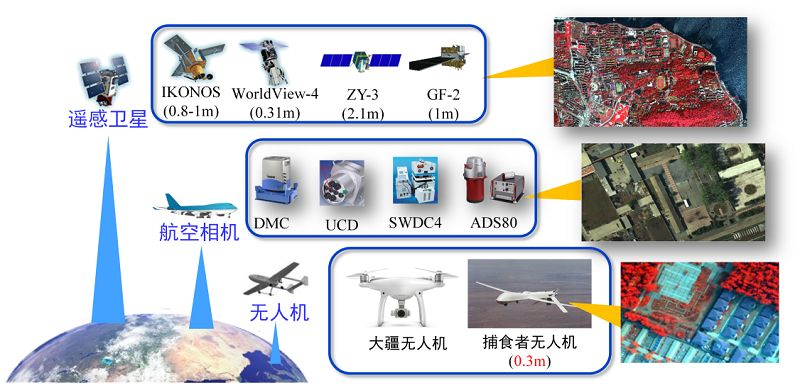 遥感卫星
IKONOS
(0.8-1m)
WorldView-4
(0.31m)
ZY-3
(2.1m)
GF-2
(1m)
航空相机
DMC
UCD
SWDC4
ADS80
无人机
大疆无人机
捕食者无人机
(0.3m)